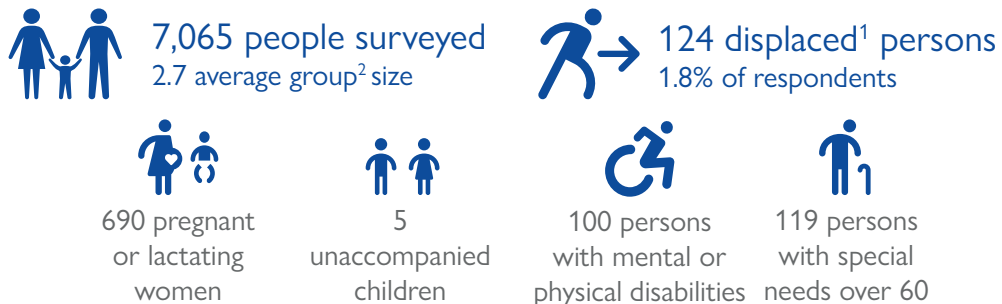 7,065 people surveyed
2.7 average group2 size
124 displaced1 persons
1.8% of respondents
690 pregnant
or lactating
women
5
unaccompanied
children
100 persons
with mental or
physical disabilities
119 persons
with special
needs over 60